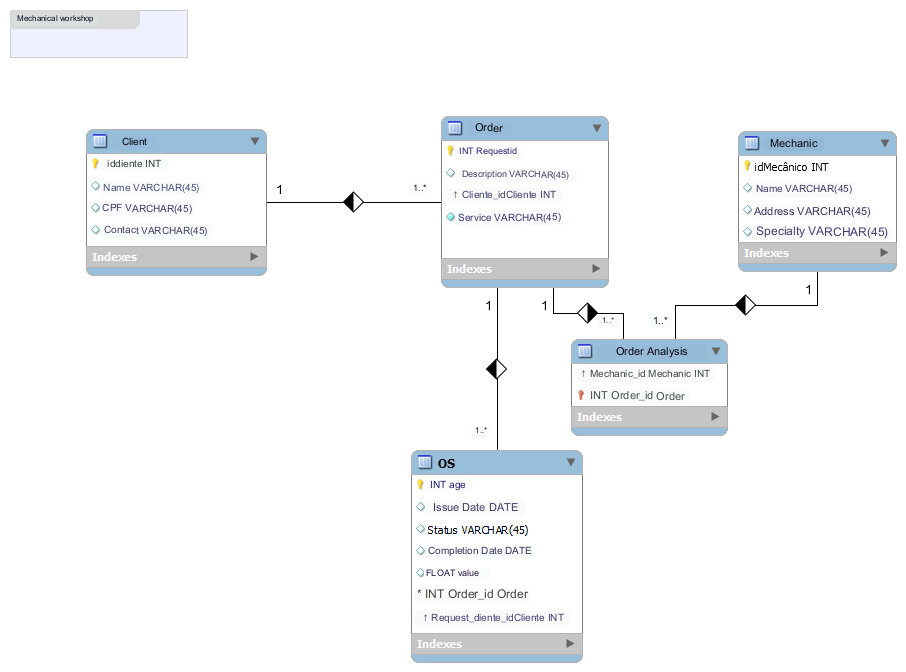 Mechanical workshop
Client
iddiente INT
Name VARCHAR(45)
CPF VARCHAR(45)
Contact VARCHAR(45)
Indexes
1
1..*
Order
INT Requestid
Description VARCHAR(45)
↑ Cliente_idCliente INT
Service VARCHAR(45)
Indexes
Mechanic
idMecânico INT
Name VARCHAR(45)
Address VARCHAR(45)
Specialty VARCHAR(45)
Indexes
1
1
1..*
1..*
1
Order Analysis
↑ Mechanic_id Mechanic INT
INT Order_id Order
Indexes
1..*
OS
INT age
Issue Date DATE
Status VARCHAR(45)
Completion Date DATE
FLOAT value
* INT Order_id Order
↑ Request_diente_idCliente INT
Indexes